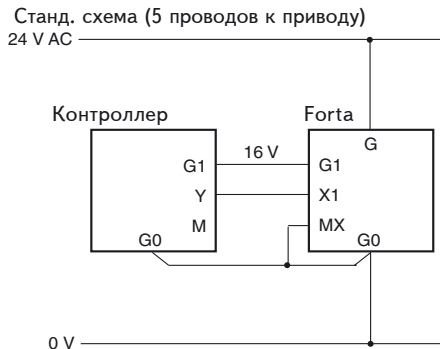 Станд. схема (5 проводов к приводу)
24 V AC
Контроллер
Forta
G
G1
16 V
G1
Y
X1
M
MX
G0
G0
0 V